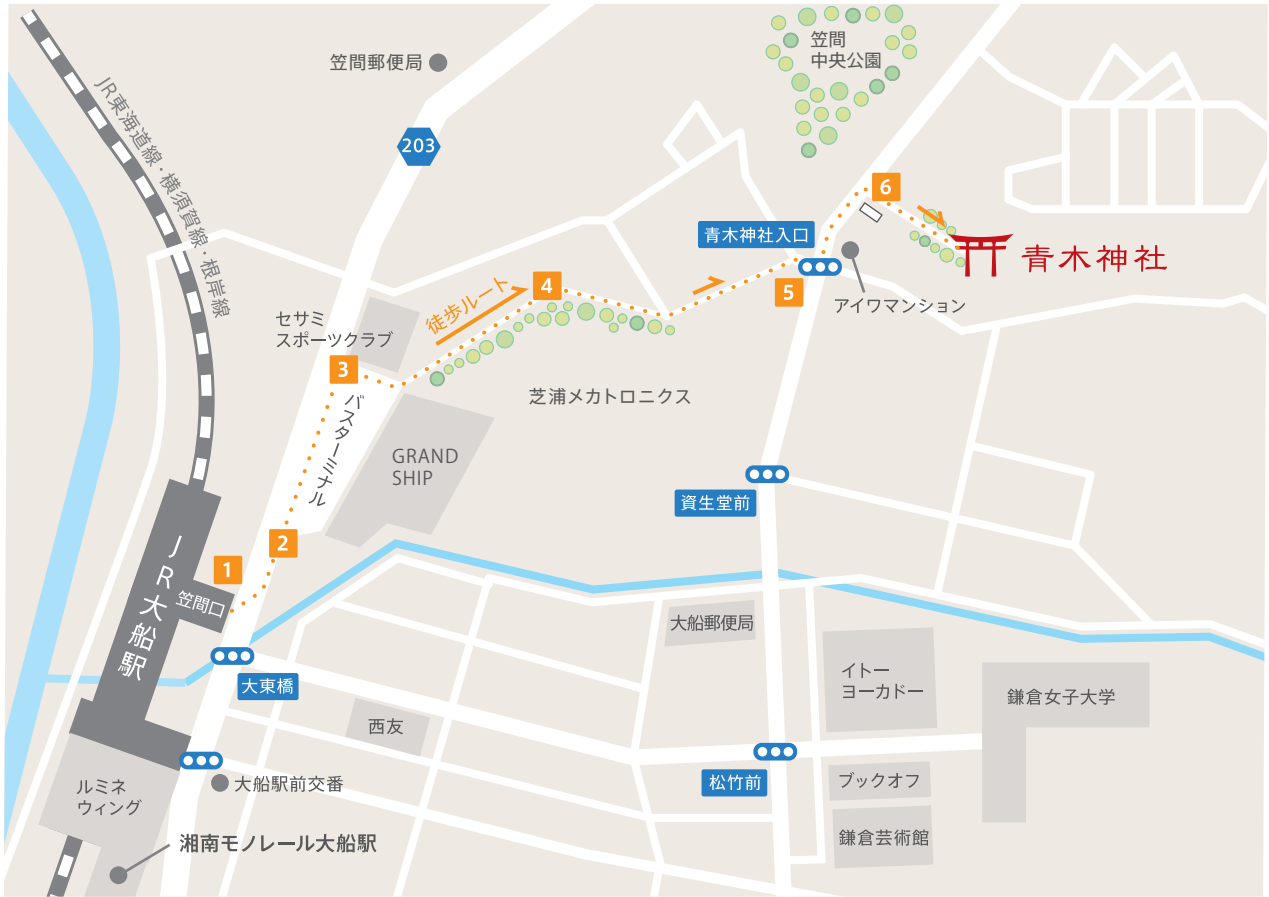 笠間郵便局
笠間
中央公園
JR東海道線・横須賀線・根岸線
203
6
青木神社入口
青木神社
4
5
アイワマンション
徒歩ルート
セサミ
スポーツクラブ
3
芝浦メカトロニクス
バスターミナル
GRAND
SHIP
資生堂前
2
1
JR大船駅
笠間口
大船郵便局
大東橋
イトー
ヨーカドー
鎌倉女子大学
西友
松竹前
ブックオフ
大船駅前交番
ルミネ
ウィング
鎌倉芸術館
湘南モノレール大船駅